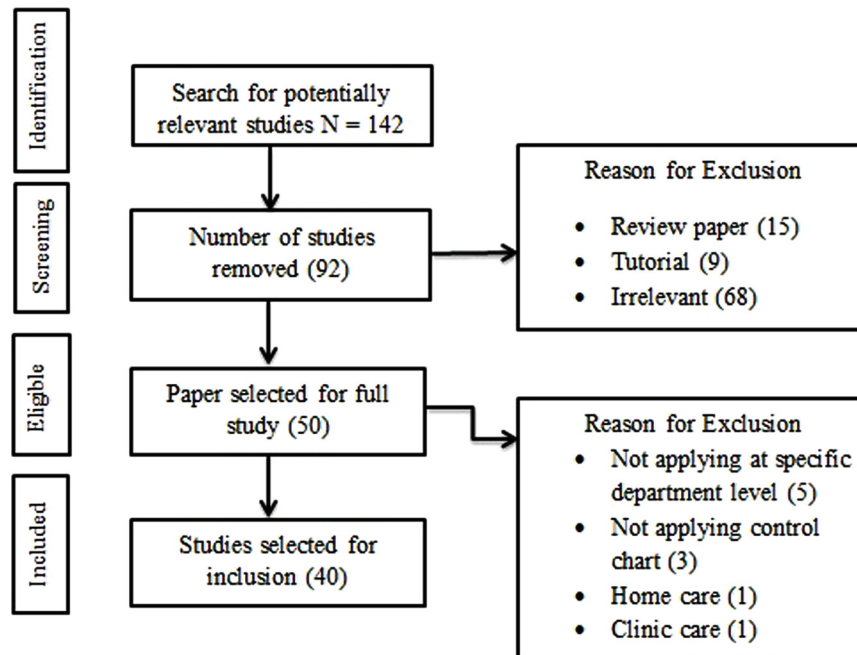 Identification
Search for potentially
relevant studies N = 142
Screening
Number of studies
removed (92)
Reason for Exclusion
• Review paper (15)
• Tutorial (9)
• Irrelevant (68)
Eligible
Paper selected for full
study (50)
Reason for Exclusion
• Not applying at specific
department level (5)
• Not applying control
chart (3)
• Home care (1)
• Clinic care (1)
Included
Studies selected for
inclusion (40)